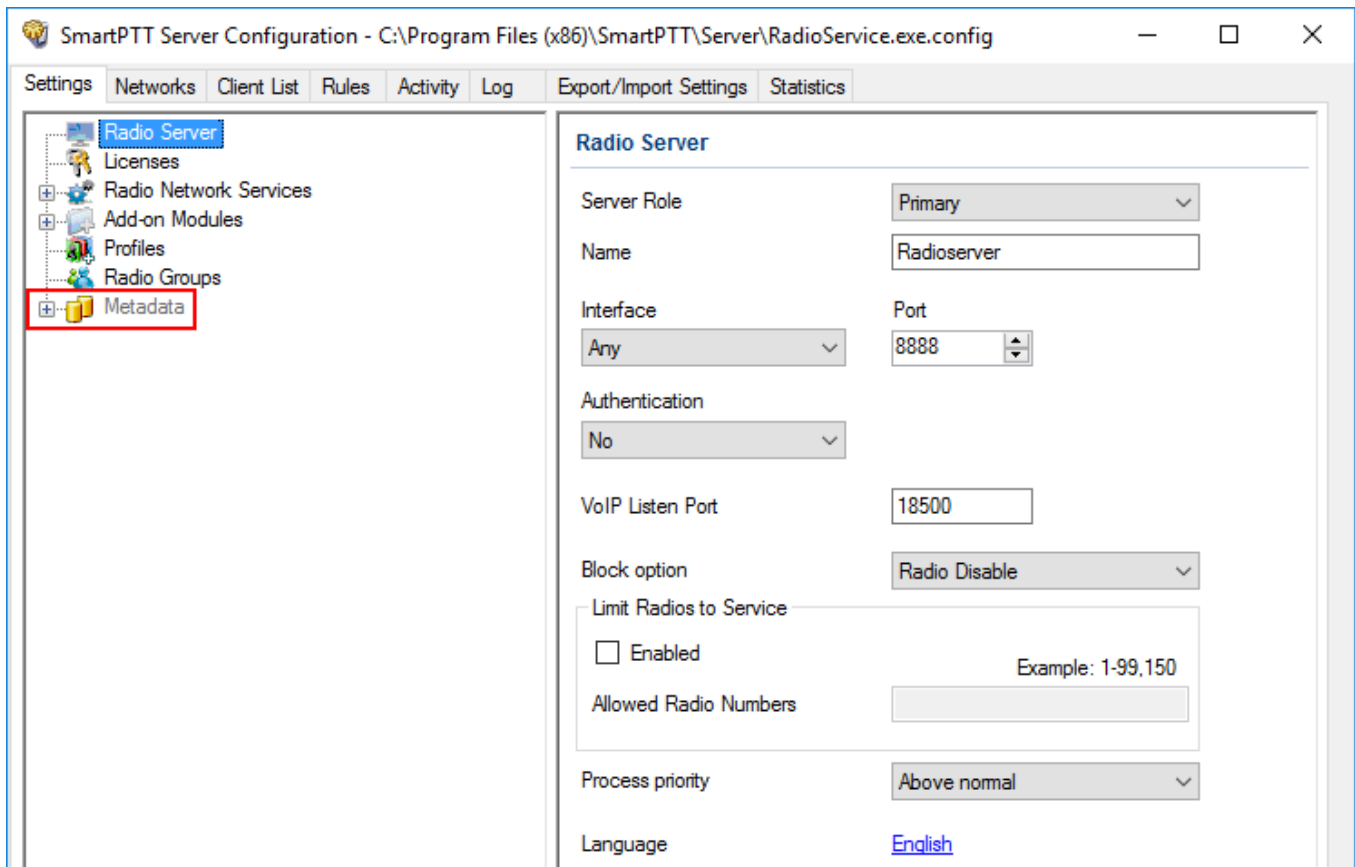 SmartPTT Server Configuration - C:\Program Files (x86)\SmartPTT\Server\RadioService.exe.config
Settings Networks Client List Rules Activity Log Export/Import Settings Statistics
Radio Server
Licenses
Radio Network Services
Add-on Modules
Profiles
Radio Groups
Metadata
Radio Server
Server Role Primary
Name Radioserver
Interface Port
Any 8888
Authentication
No
VoIP Listen Port 18500
Block option Radio Disable
Limit Radios to Service
Enabled
Example: 1-99,150
Allowed Radio Numbers
Process priority Above normal
Language English